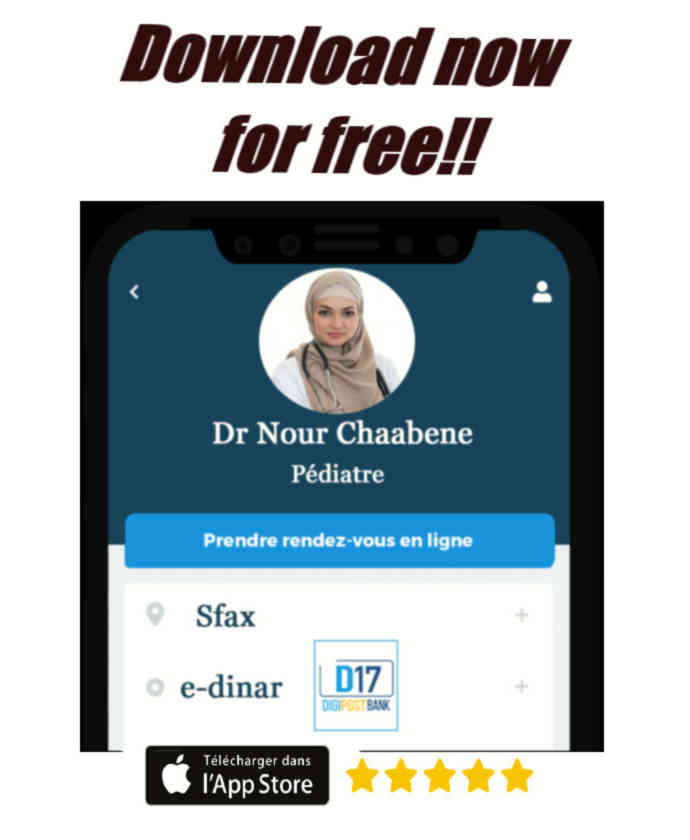 Download now
for free!!
Dr Nour Chaabene
Pédiatre
Prendre rendez-vous en ligne
Sfax
e-dinar
D17
DIGIPOSTBANK
Télécharger dans
l'App Store